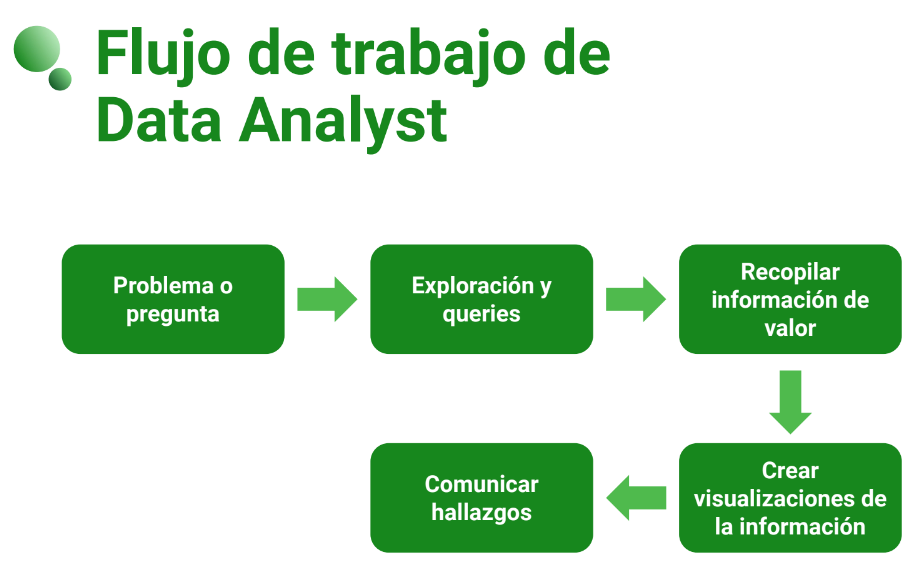 Flujo de trabajo de
Data Analyst
Problema o
pregunta
Exploración y
queries
Recopilar
información de
valor
Crear
visualizaciones de
la información
Comunicar
hallazgos